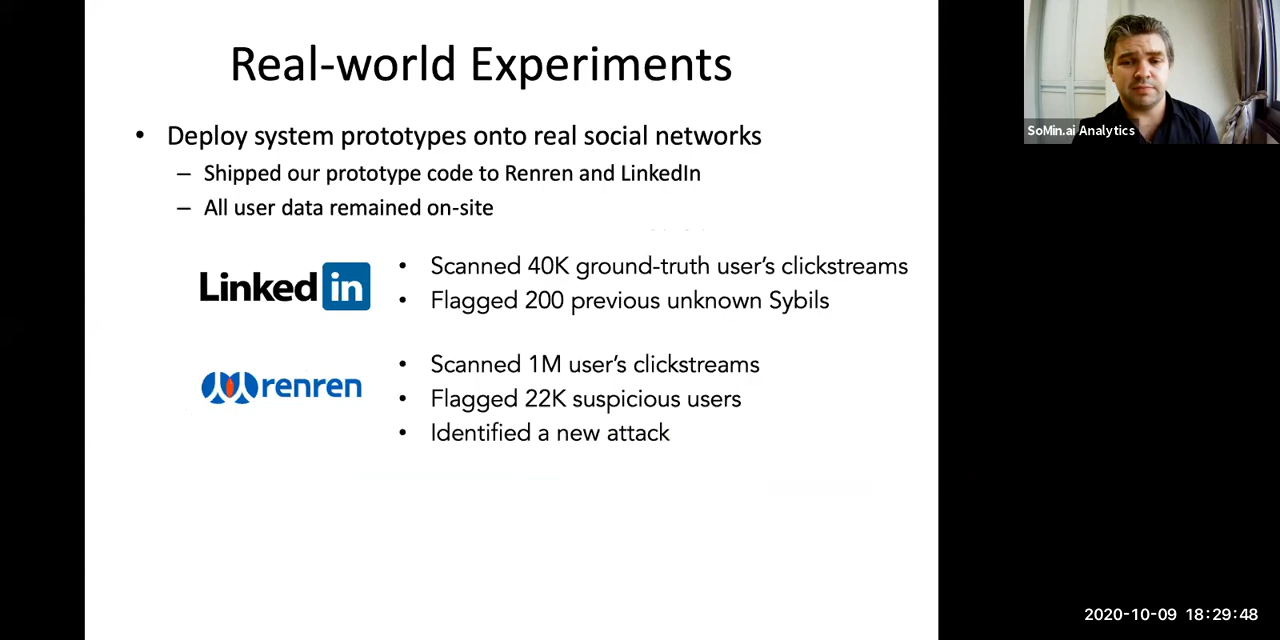 Real-world Experiments
• Deploy system prototypes onto real social networks
– Shipped our prototype code to Renren and LinkedIn
– All user data remained on-site
Linked in
• Scanned 40K ground-truth user’s clickstreams
• Flagged 200 previous unknown Sybils
renren
• Scanned 1M user’s clickstreams
• Flagged 22K suspicious users
• Identified a new attack
SoMin.ai Analytics
2020-10-09 18:29:48